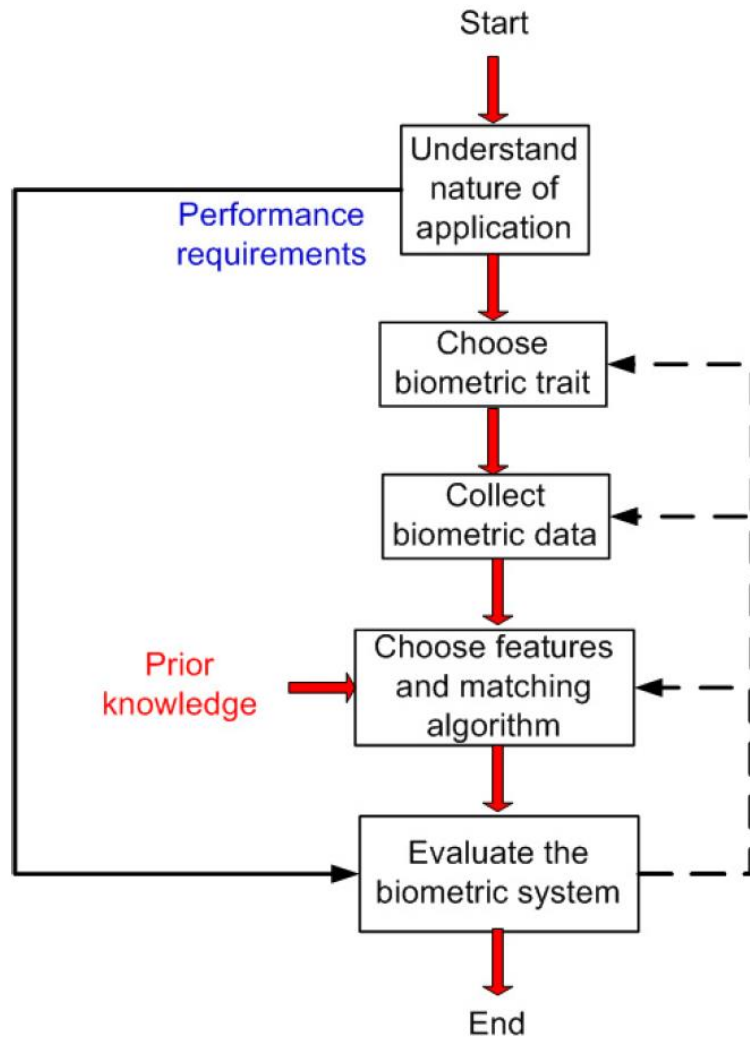 Start
Understand
nature of
application
Performance
requirements
Choose
biometric trait
Collect
biometric data
Choose features
and matching
algorithm
Prior
knowledge
Evaluate the
biometric system
End